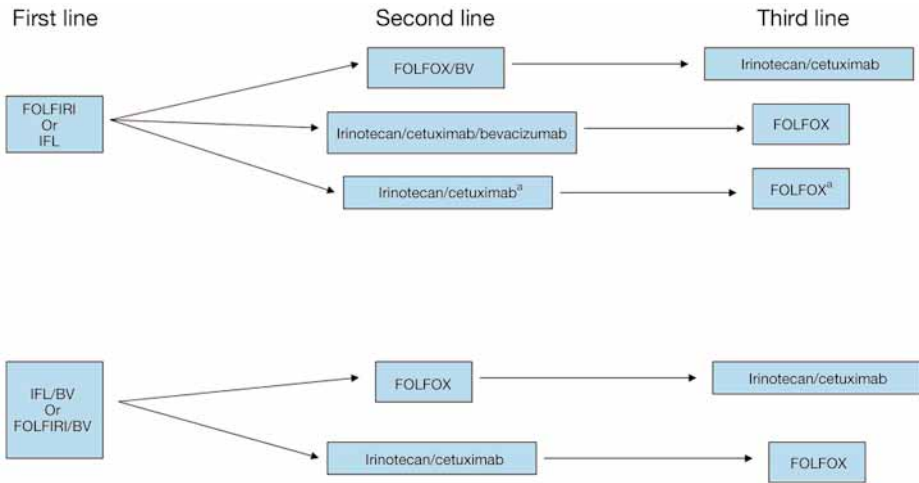 First line
Second line
Third line
FOLFIRI
Or
IFL
FOLFOX/BV
Irinotecan/cetuximab
Irinotecan/cetuximab/bevacizumab
FOLFOX
Irinotecan/cetuximabᵃ
FOLFOXᵃ
IFL/BV
Or
FOLFIRI/BV
FOLFOX
Irinotecan/cetuximab
Irinotecan/cetuximab
FOLFOX